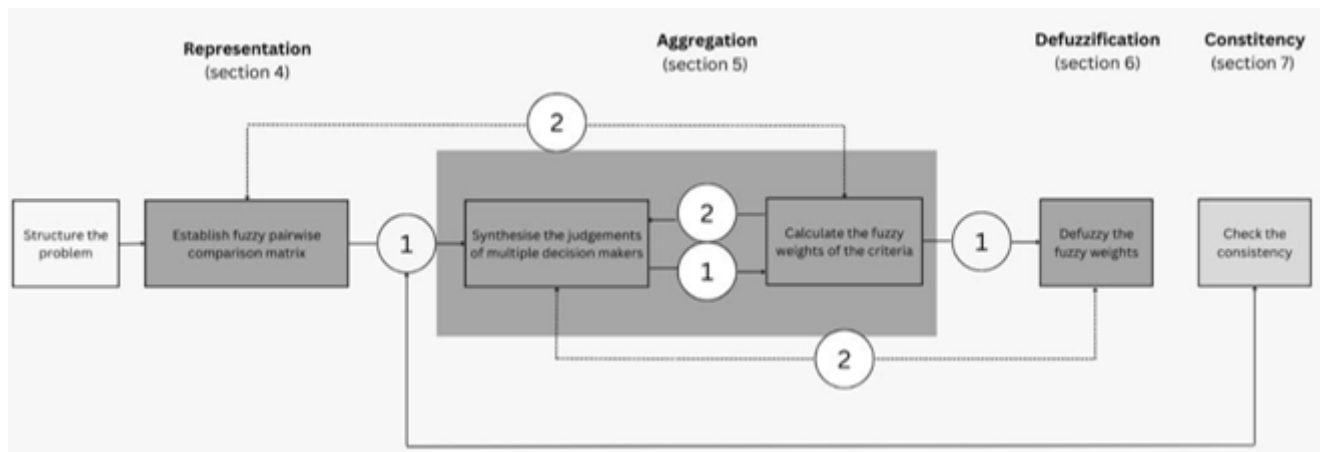 Representation
(section 4)
Aggregation
(section 5)
Defuzzification
(section 6)
Constitency
(section 7)
2
Structure the
problem
Establish fuzzy pairwise
comparison matrix
1
Synthesise the judgements
of multiple decision makers
2
1
Calculate the fuzzy
weights of the criteria
1
Defuzzy the
fuzzy weights
Check the
consistency
2